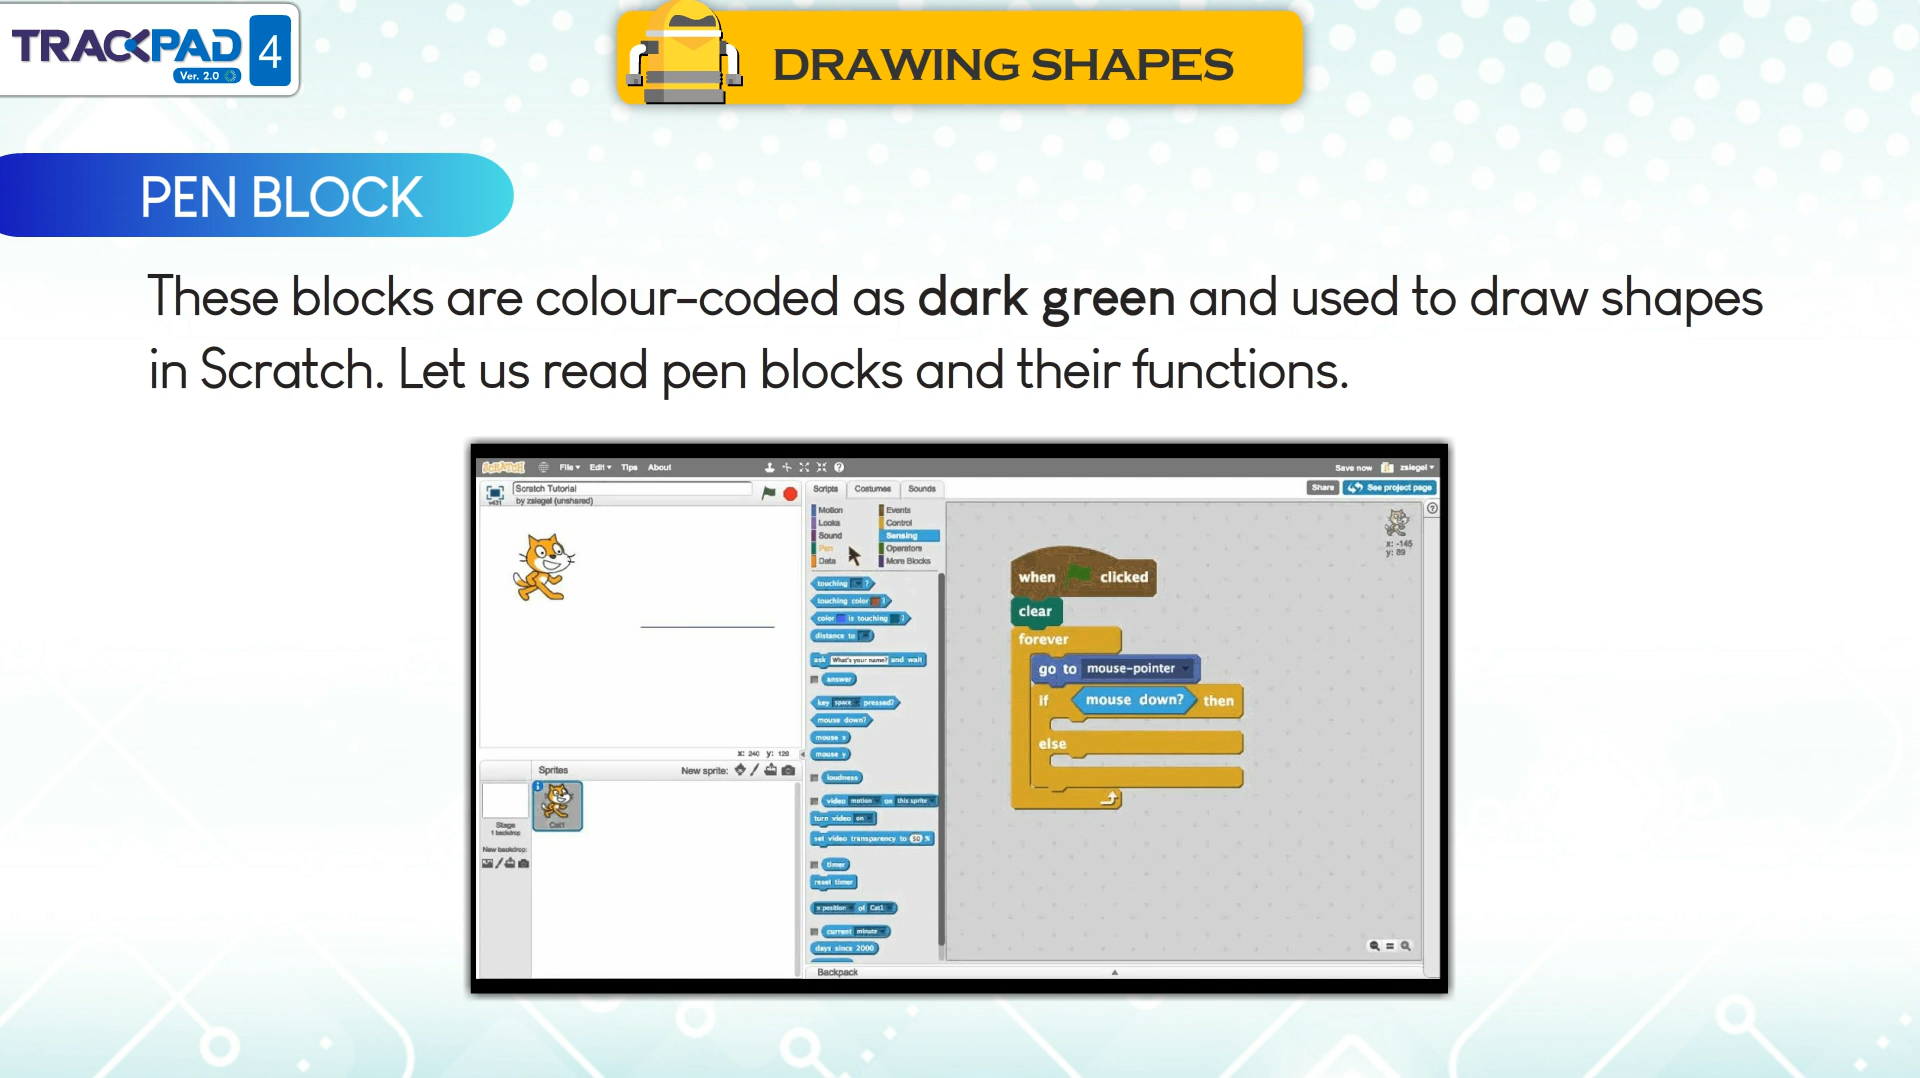 TRACKPAD 4
Ver. 2.0
DRAWING SHAPES
PEN BLOCK
These blocks are colour-coded as dark green and used to draw shapes
in Scratch. Let us read pen blocks and their functions.
SCRATCH File Edit Tips About
Save now zsiegel
Scratch Tutorial
by zsiegel (unshared)
v431
Scripts Costumes Sounds
Share See project page
Motion Events
Looks Control
Sound Sensing
Pen Operators
Data More Blocks
touching ?
touching color ?
color is touching ?
distance to
ask What's your name? and wait
answer
key space pressed?
mouse down?
mouse x
mouse y
loudness
video motion on this sprite
turn video on
set video transparency to 50 %
timer
reset timer
x position of Cat1
current minute
days since 2000
when clicked
clear
forever
go to mouse-pointer
if mouse down? then
else
x: -145
y: 89
x: 240 y: 129
Sprites New sprite:
Cat1
Stage
1 backdrop
New backdrop:
Backpack